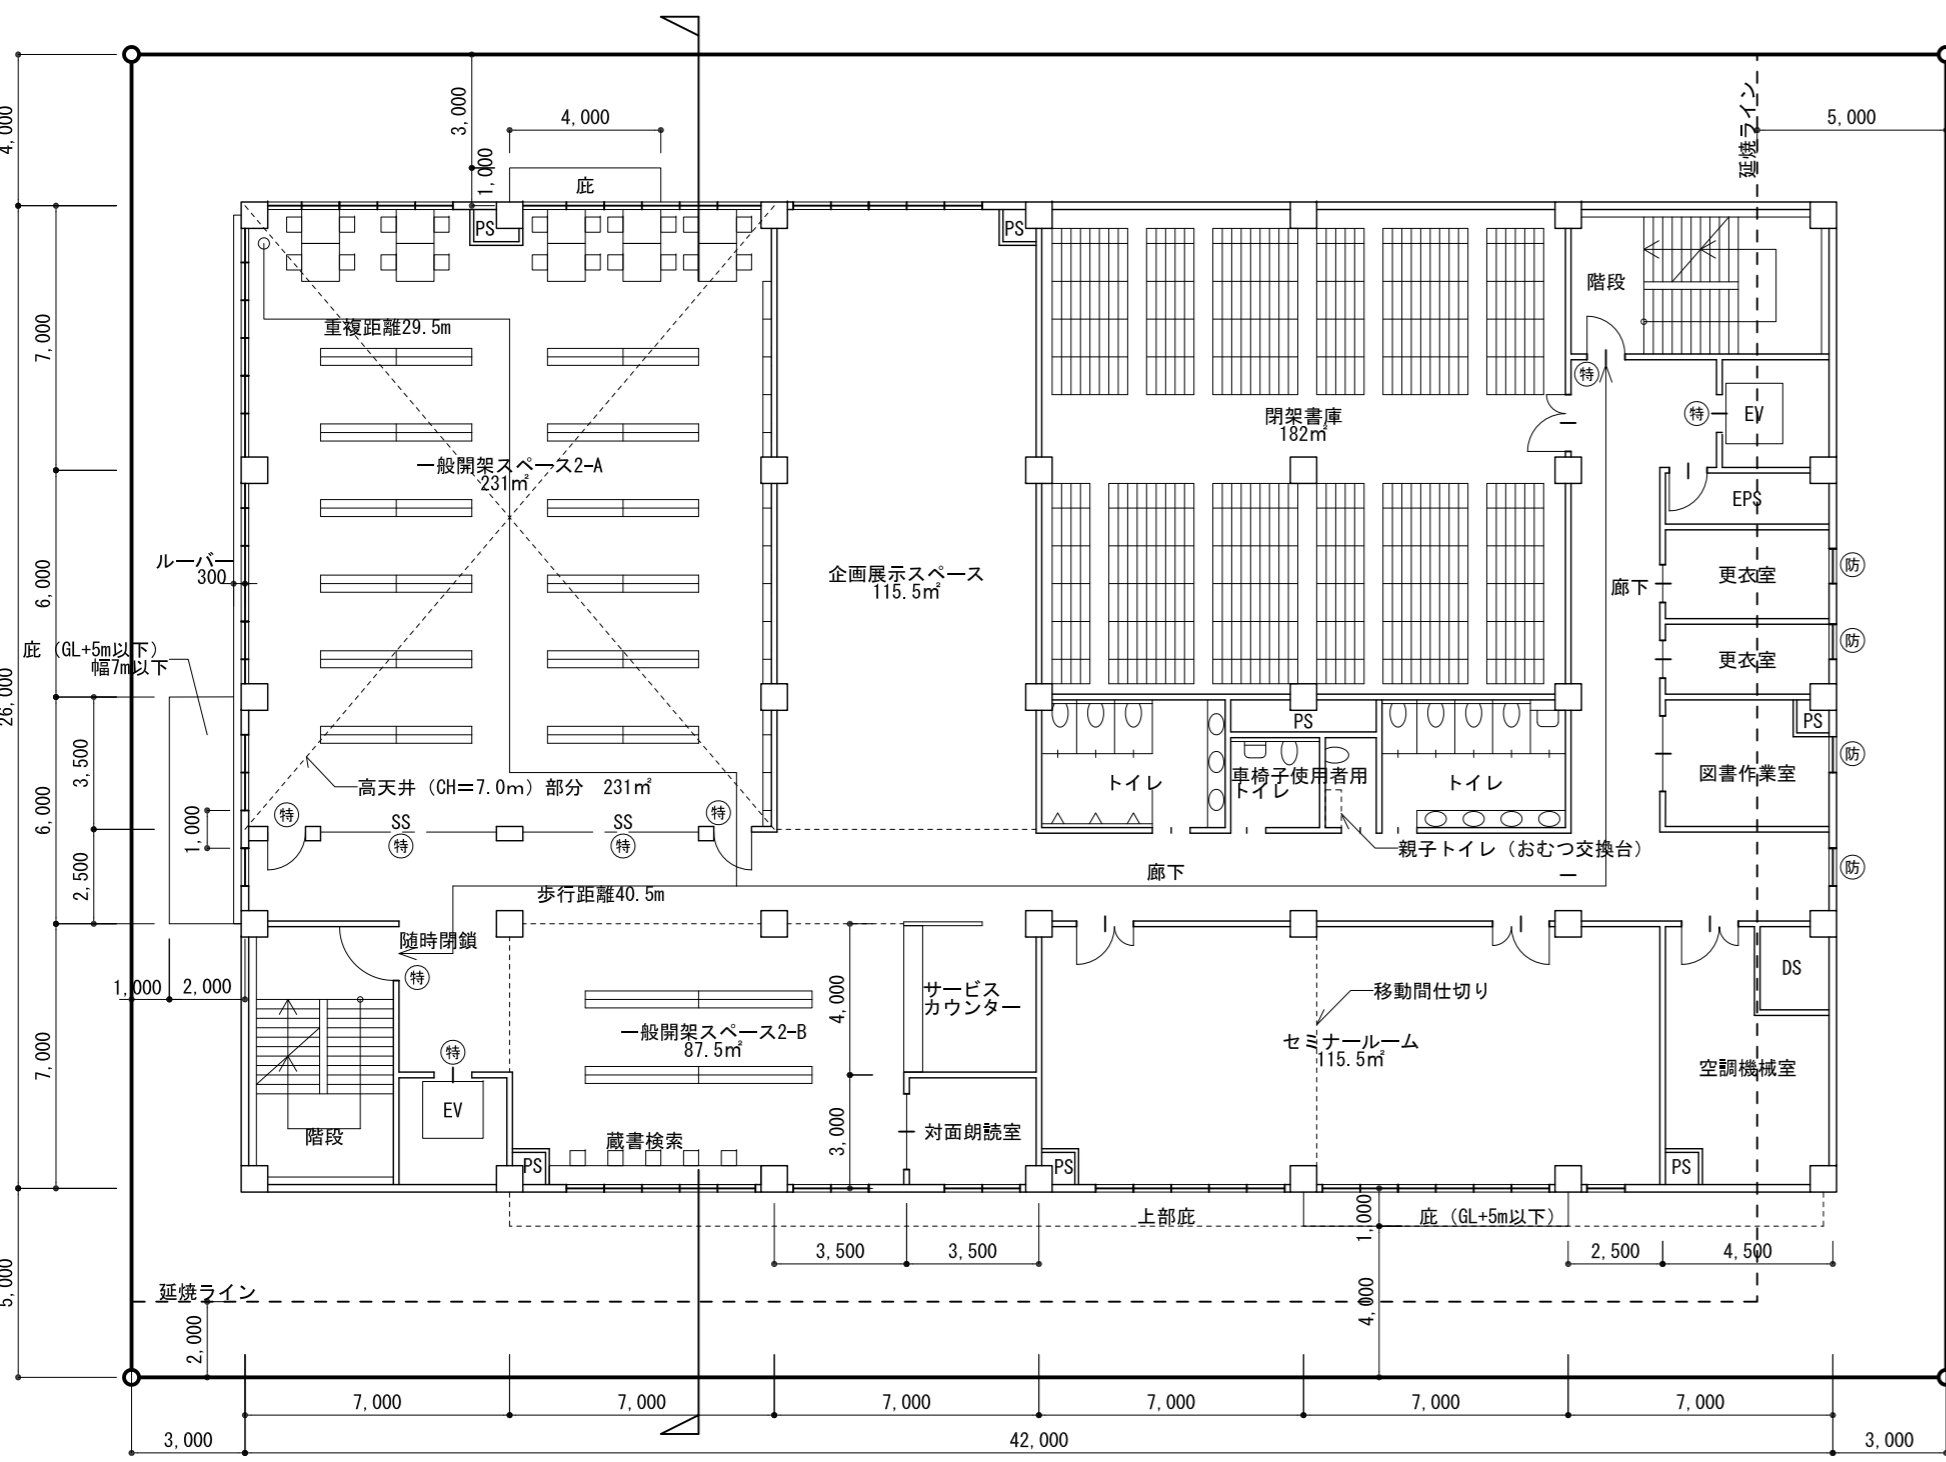 4,000
3,000
4,000
延焼ライン
5,000
1,000
庇
PS
PS
階段
7,000
重複距離29.5m
特
特
EV
閉架書庫
182㎡
一般開架スペース2-A
231㎡
EPS
ルーバー
300
6,000
企画展示スペース
115.5㎡
廊下
更衣室
防
26,000
庇（GL+5m以下）
幅7m以下
更衣室
防
3,500
PS
PS
防
図書作業室
高天井（CH＝7.0m）部分　231㎡
トイレ
車椅子使用者用
トイレ
トイレ
6,000
1,000
特
SS
特
SS
特
特
親子トイレ（おむつ交換台）
2,500
廊下
防
歩行距離40.5m
随時閉鎖
特
1,000
2,000
4,000
サービス
カウンター
移動間仕切り
DS
一般開架スペース2-B
87.5㎡
セミナールーム
115.5㎡
7,000
特
空調機械室
EV
階段
蔵書検索
3,000
対面朗読室
PS
PS
PS
上部庇
1,000
庇（GL+5m以下）
3,500
3,500
2,500
4,500
5,000
延焼ライン
2,000
4,000
7,000
7,000
7,000
7,000
7,000
7,000
3,000
42,000
3,000